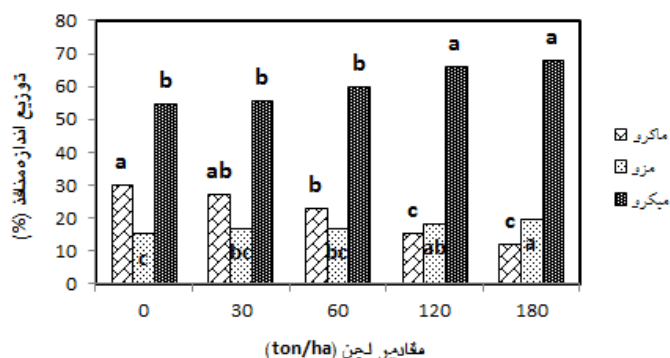 توزیع اندازه‌منافذ (%)
80
70
60
50
40
30
20
10
0
a c b
ab bc b
b bc b
c ab a
c a a
0 30 60 120 180
مقادیر لجن (ton/ha)
ماکرو
مزو
میکرو